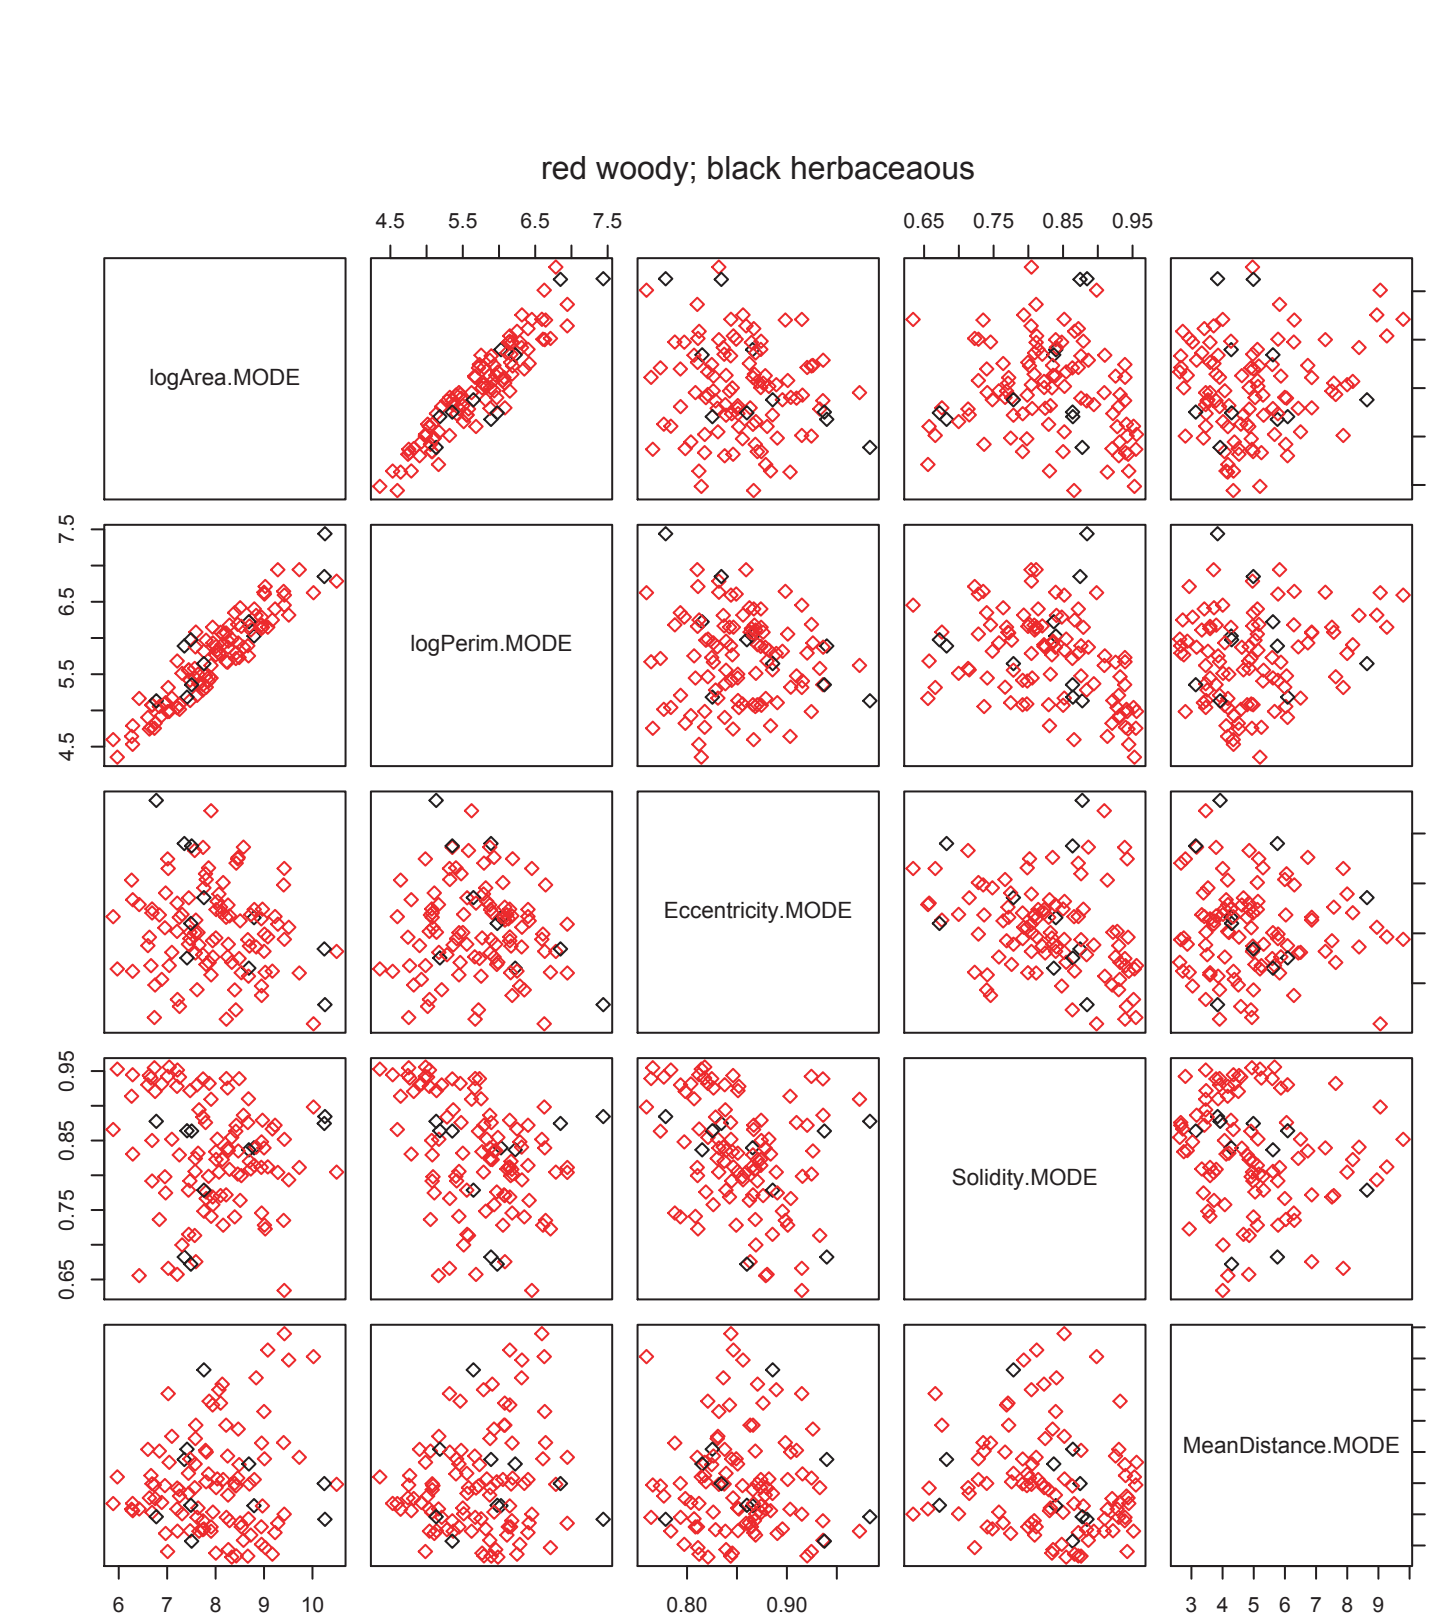 red woody; black herbaceaous
4.5 5.5 6.5 7.5 0.65 0.75 0.85 0.95
logArea.MODE
4.5 5.5 6.5 7.5
logPerim.MODE
Eccentricity.MODE
0.65 0.75 0.85 0.95
Solidity.MODE
MeanDistance.MODE
6 7 8 9 10 0.80 0.90 3 4 5 6 7 8 9